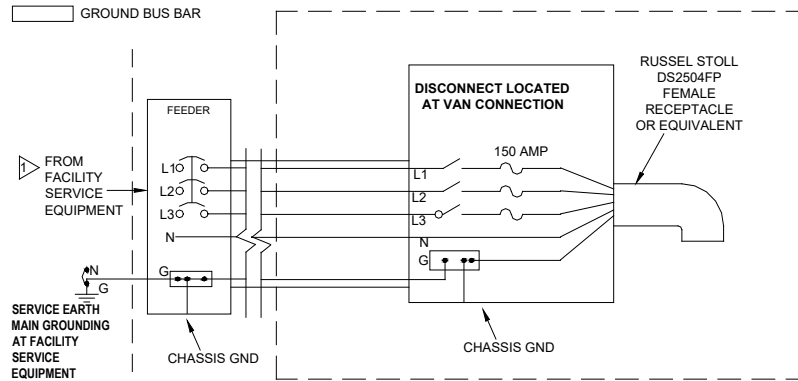 GROUND BUS BAR
FEEDER
1
FROM
FACILITY
SERVICE
EQUIPMENT
L1
L2
L3
N
G
N
G
SERVICE EARTH
MAIN GROUNDING
AT FACILITY
SERVICE
EQUIPMENT
CHASSIS GND
DISCONNECT LOCATED
AT VAN CONNECTION
150 AMP
L1
L2
L3
N
G
CHASSIS GND
RUSSEL STOLL
DS2504FP
FEMALE
RECEPTACLE
OR EQUIVALENT